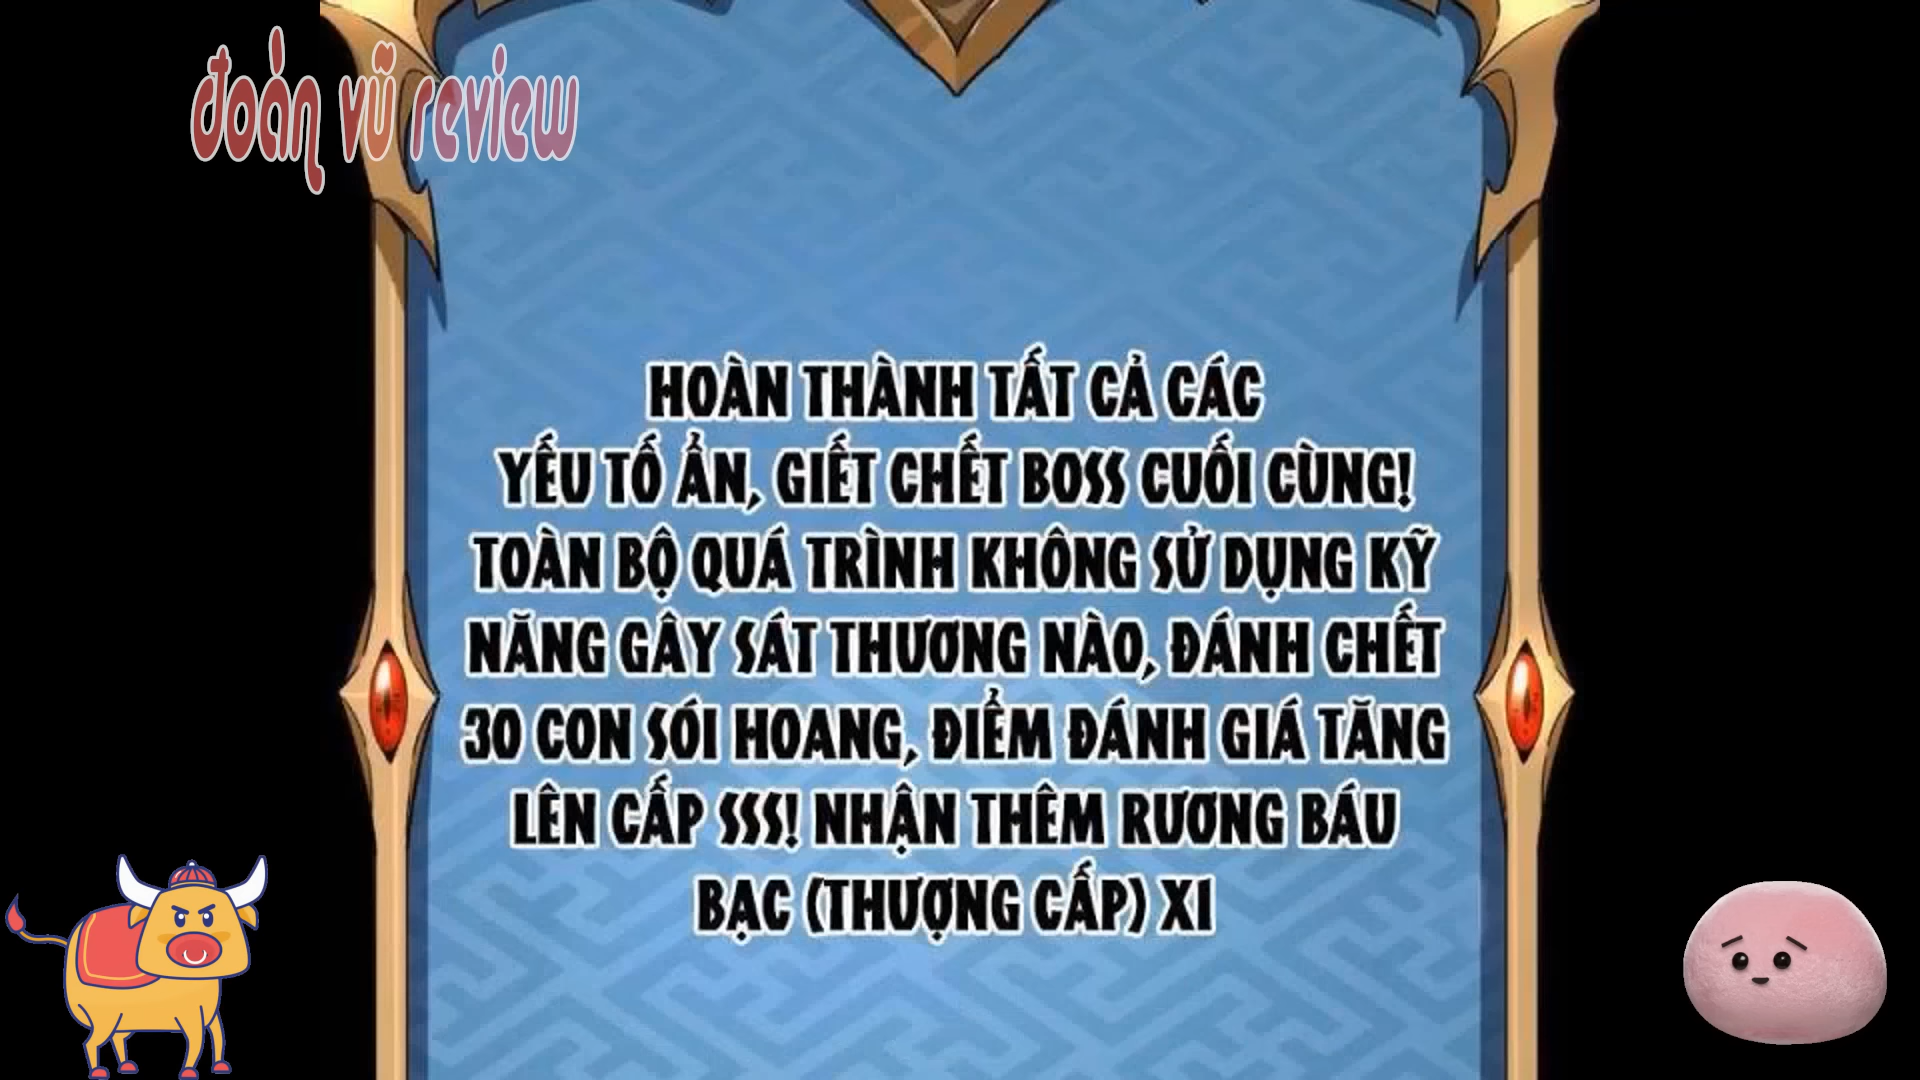 đoản vũ review
HOÀN THÀNH TẤT CẢ CÁC
YẾU TỐ ẨN, GIẾT CHẾT BOSS CUỐI CÙNG!
TOÀN BỘ QUÁ TRÌNH KHÔNG SỬ DỤNG KỸ
NĂNG GÂY SÁT THƯƠNG NÀO, ĐÁNH CHẾT
30 CON SÓI HOANG, ĐIỂM ĐÁNH GIÁ TĂNG
LÊN CẤP SSS! NHẬN THÊM RƯƠNG BÁU
BẠC (THƯỢNG CẤP) X1